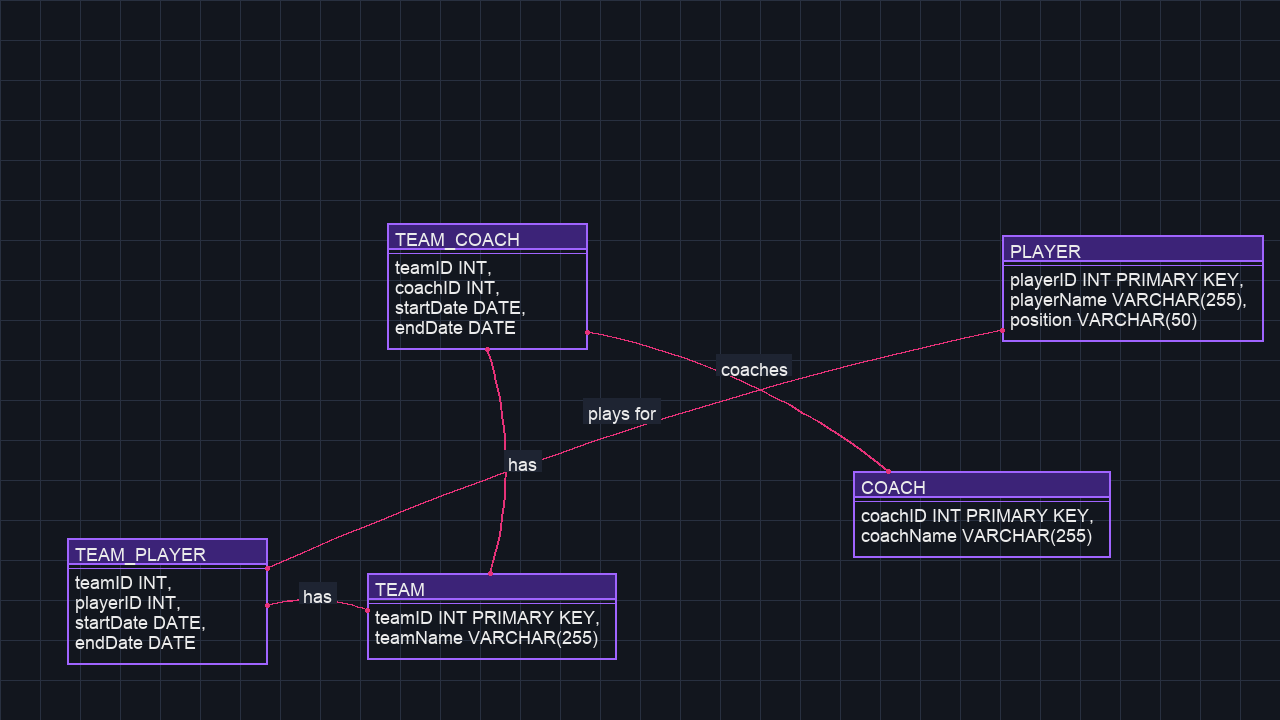 TEAM_COACH
teamID INT,
coachID INT,
startDate DATE,
endDate DATE
PLAYER
playerID INT PRIMARY KEY,
playerName VARCHAR(255),
position VARCHAR(50)
coaches
plays for
has
COACH
coachID INT PRIMARY KEY,
coachName VARCHAR(255)
TEAM_PLAYER
teamID INT,
playerID INT,
startDate DATE,
endDate DATE
has
TEAM
teamID INT PRIMARY KEY,
teamName VARCHAR(255)